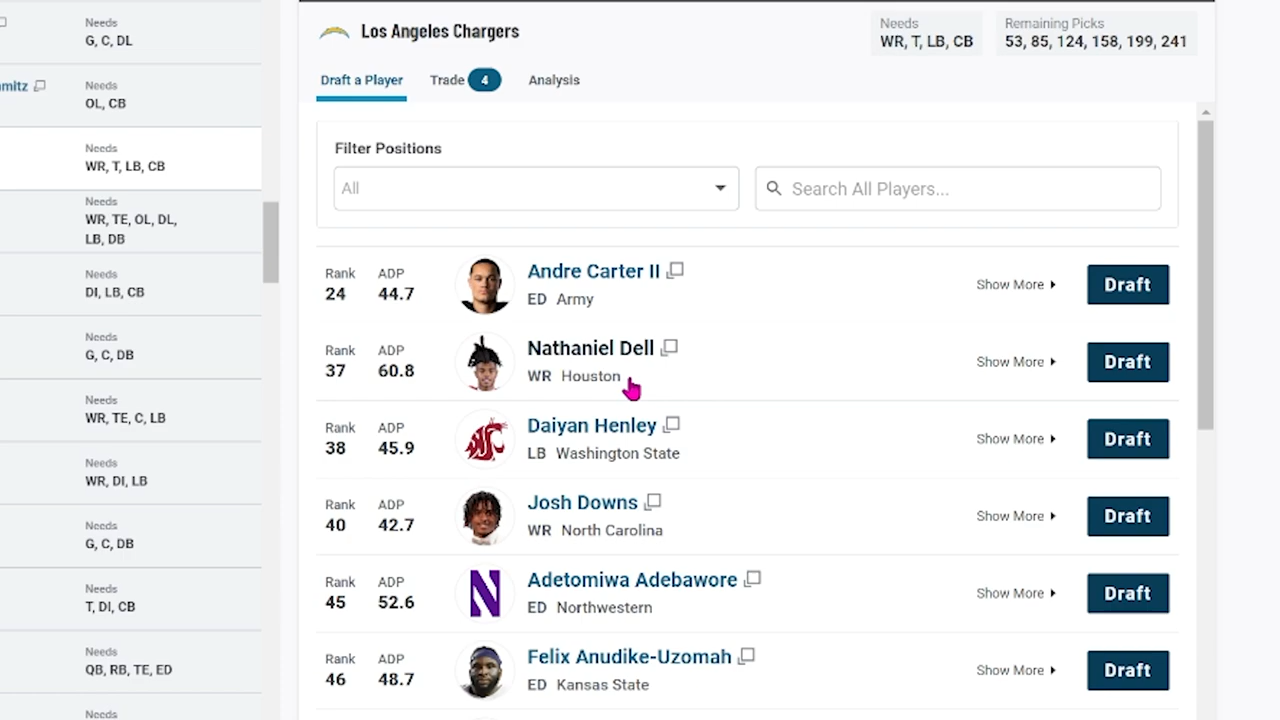 Needs
G, C, DL
mitz
Needs
OL, CB
Needs
WR, T, LB, CB
Needs
WR, TE, OL, DL,
LB, DB
Needs
DI, LB, CB
Needs
G, C, DB
Needs
WR, TE, C, LB
Needs
WR, DI, LB
Needs
G, C, DB
Needs
T, DI, CB
Needs
QB, RB, TE, ED
Needs
Los Angeles Chargers
Needs
WR, T, LB, CB
Remaining Picks
53, 85, 124, 158, 199, 241
Draft a Player
Trade 4
Analysis
Filter Positions
All
Search All Players...
Rank
24
ADP
44.7
Andre Carter II
ED Army
Show More
Draft
Rank
37
ADP
60.8
Nathaniel Dell
WR Houston
Show More
Draft
Rank
38
ADP
45.9
Daiyan Henley
LB Washington State
Show More
Draft
Rank
40
ADP
42.7
Josh Downs
WR North Carolina
Show More
Draft
Rank
45
ADP
52.6
N
Adetomiwa Adebawore
ED Northwestern
Show More
Draft
Rank
46
ADP
48.7
Felix Anudike-Uzomah
ED Kansas State
Show More
Draft